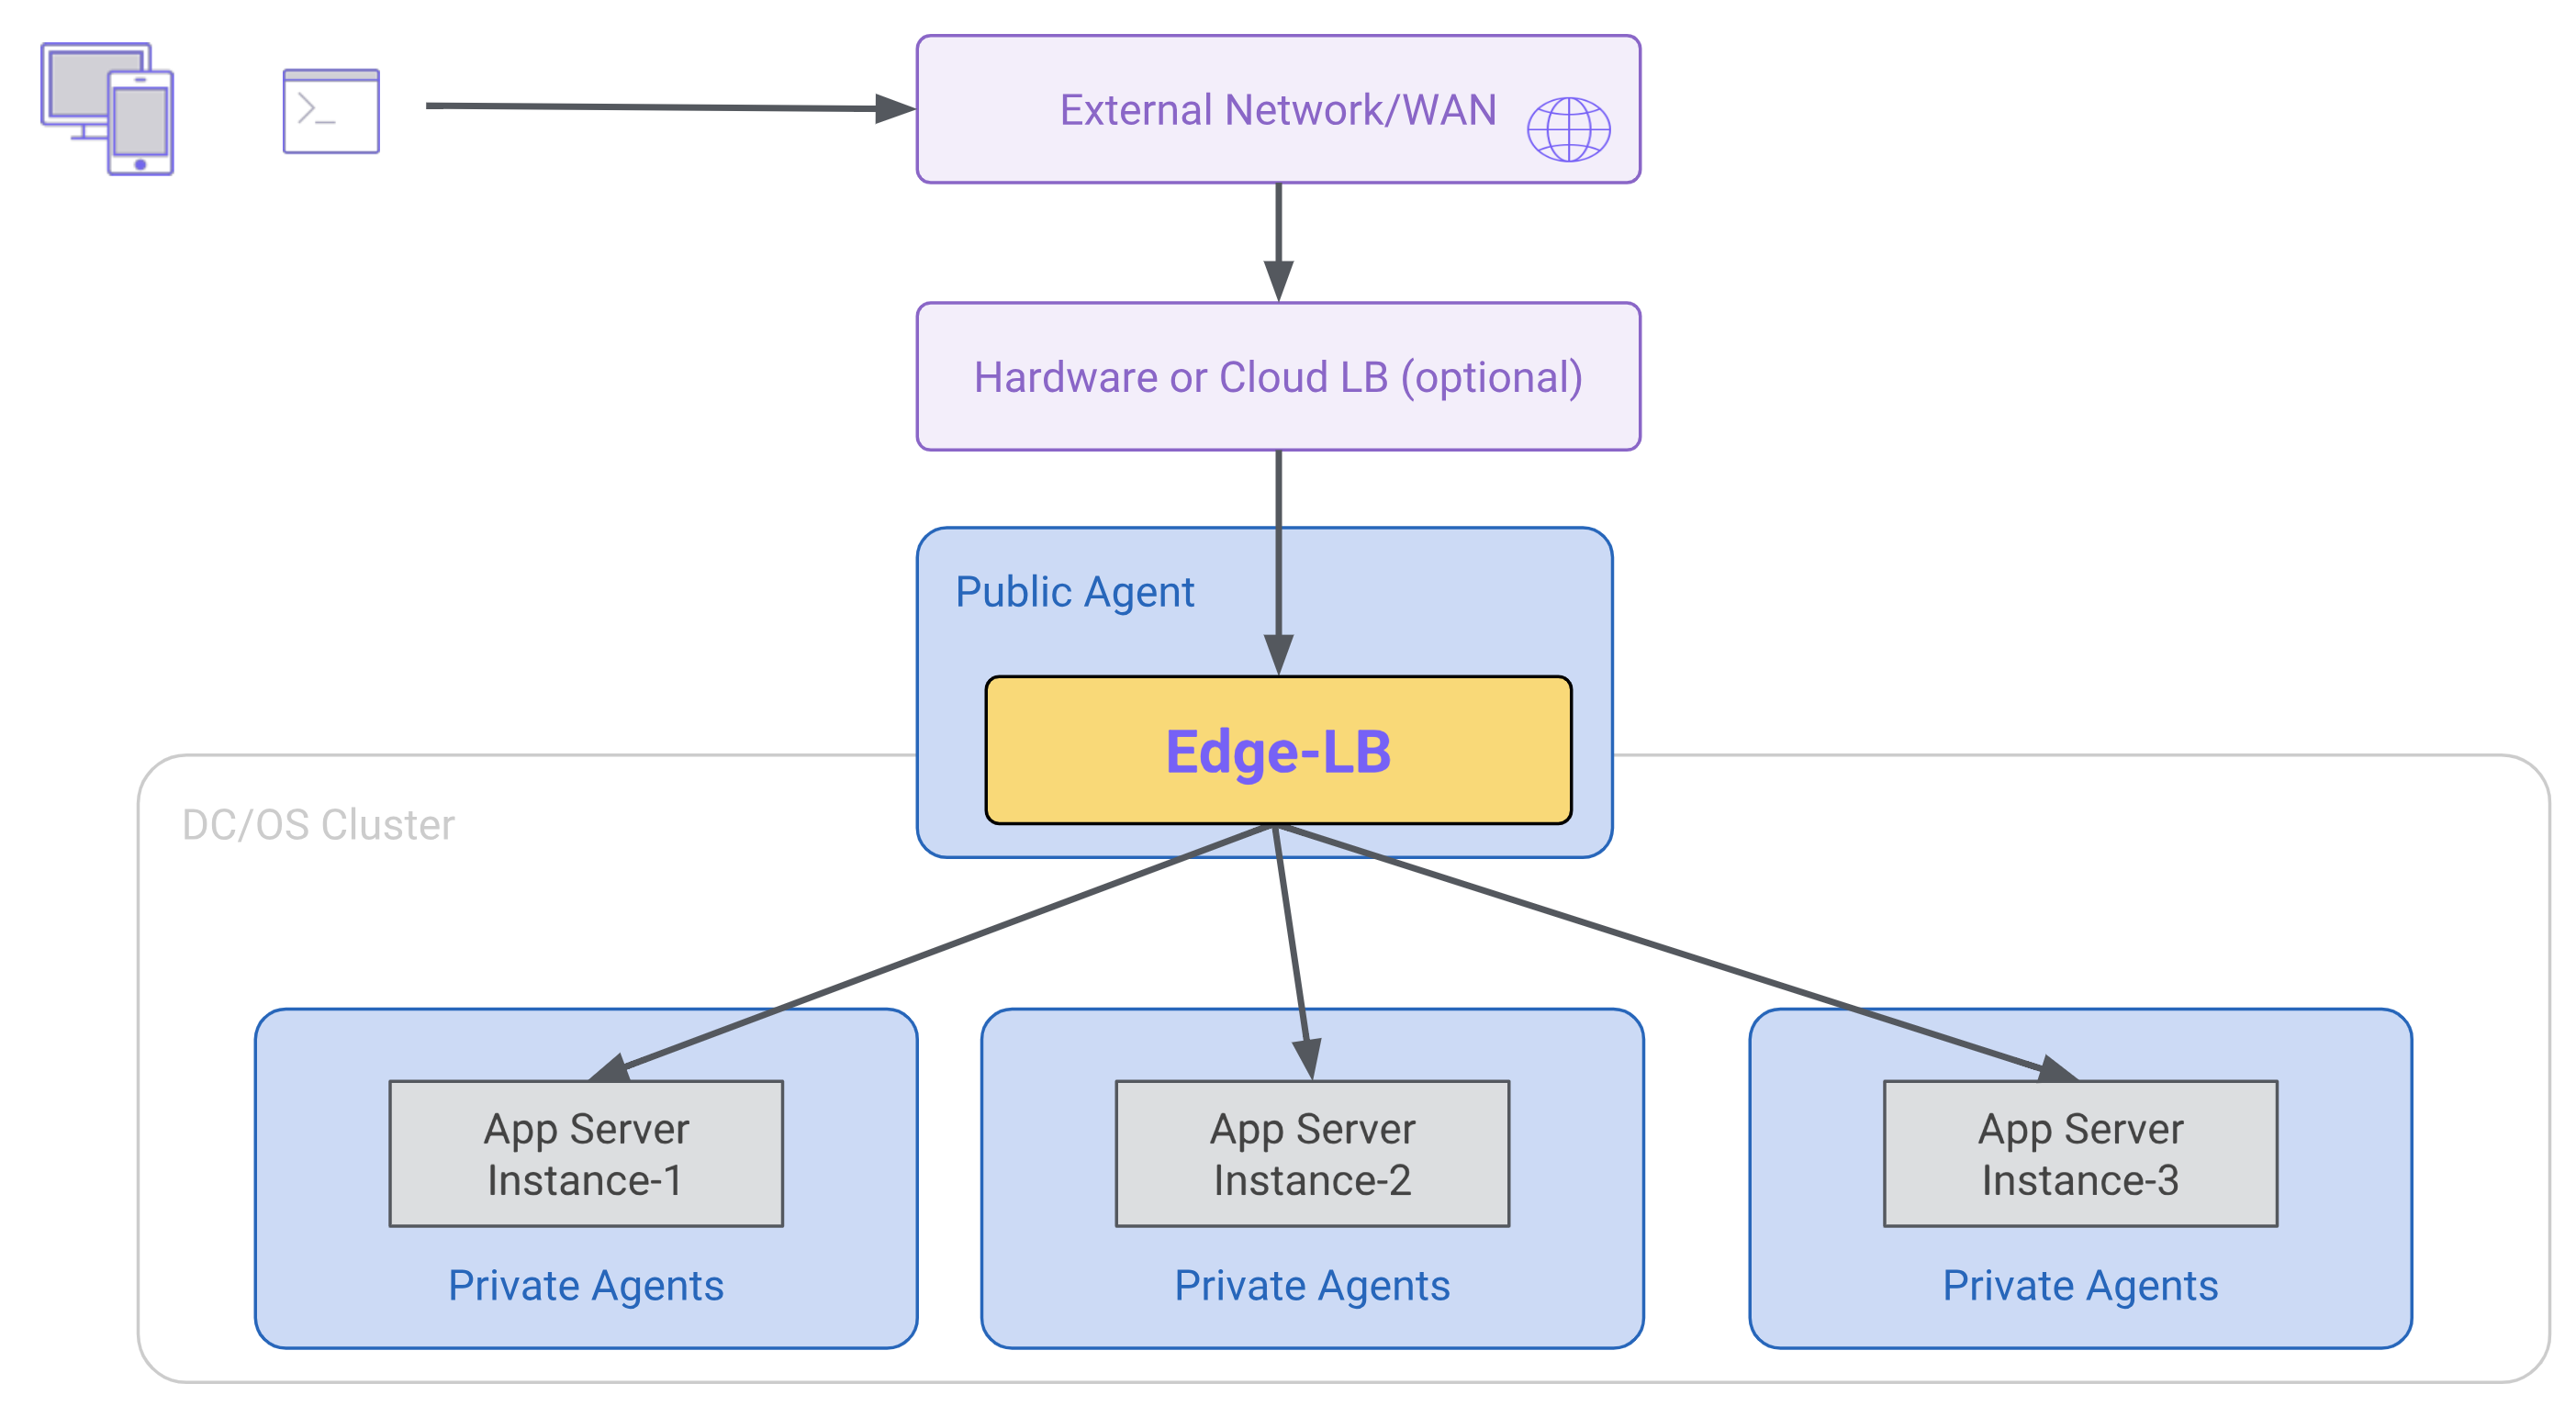 External Network/WAN
Hardware or Cloud LB (optional)
Public Agent
Edge-LB
DC/OS Cluster
App Server
Instance-1
Private Agents
App Server
Instance-2
Private Agents
App Server
Instance-3
Private Agents